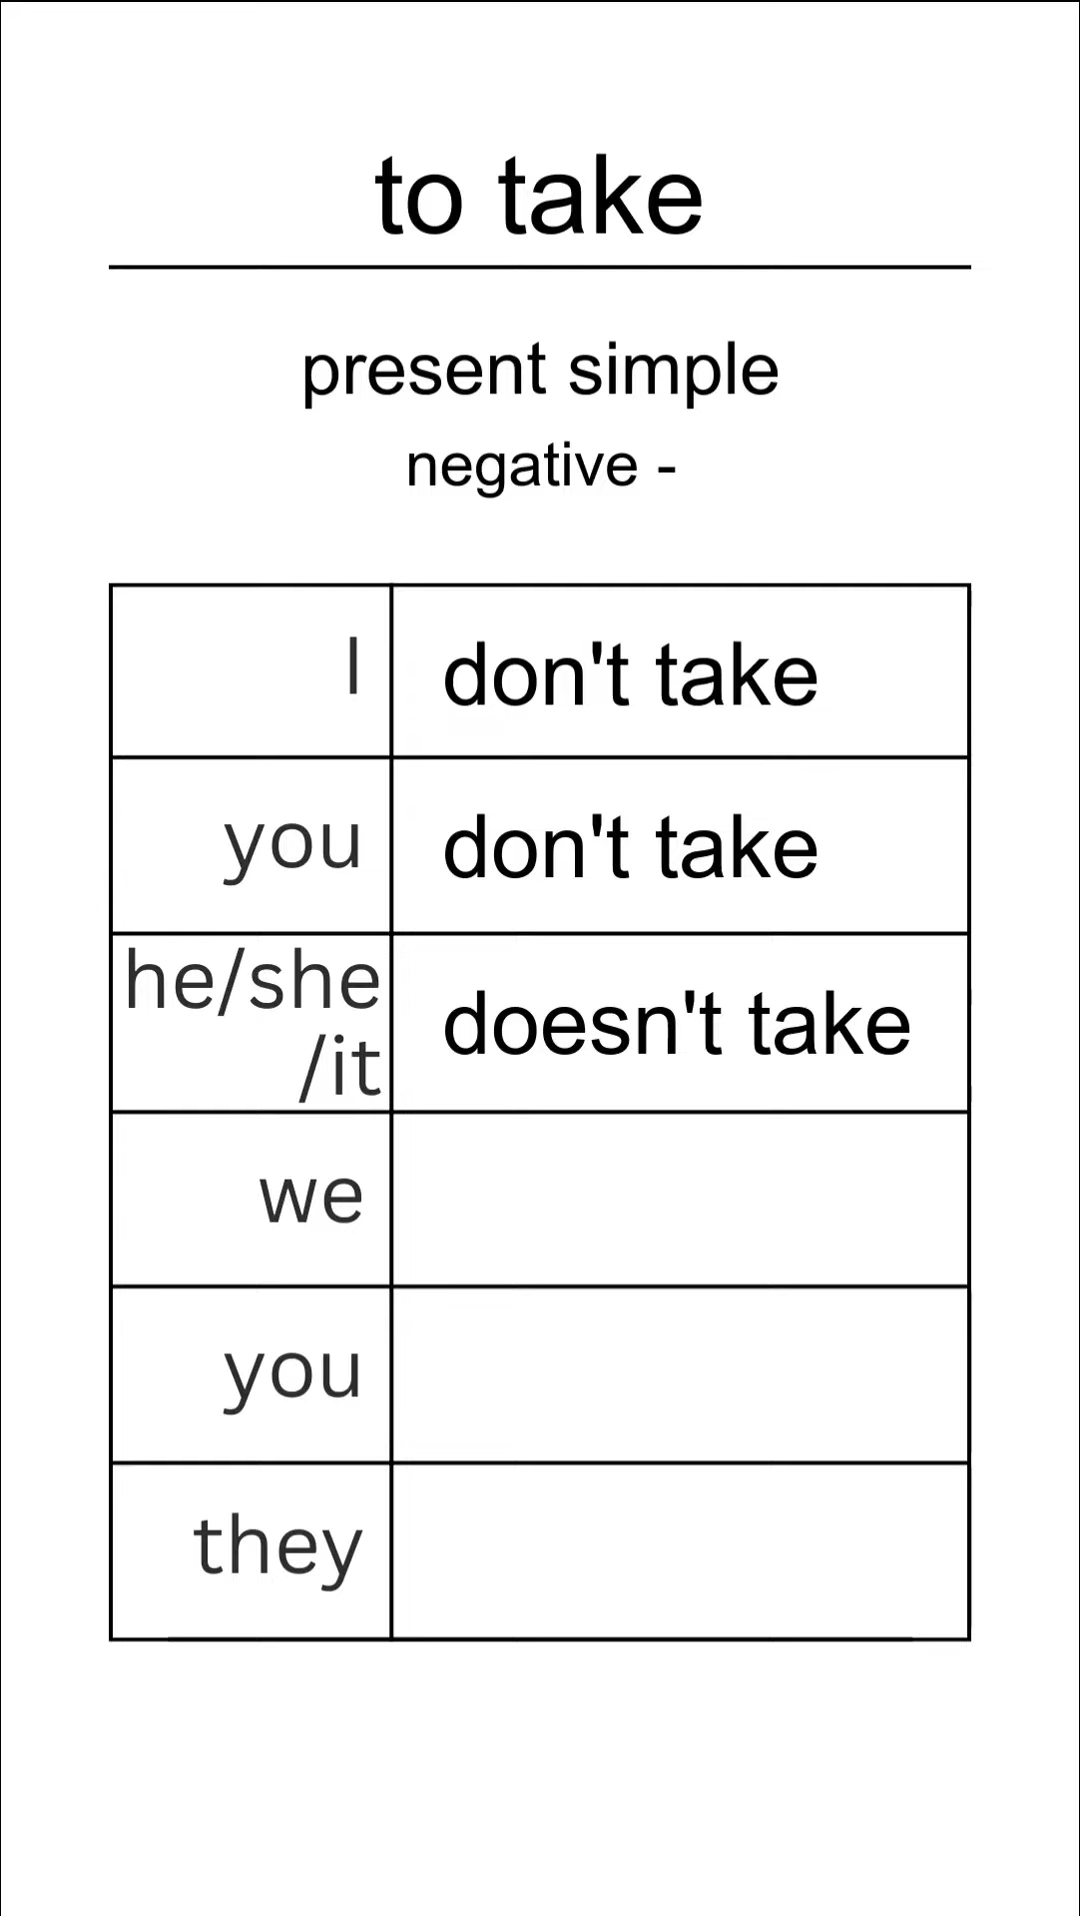 to take
present simple
negative -
I don't take
you don't take
he/she
/it doesn't take
we
you
they